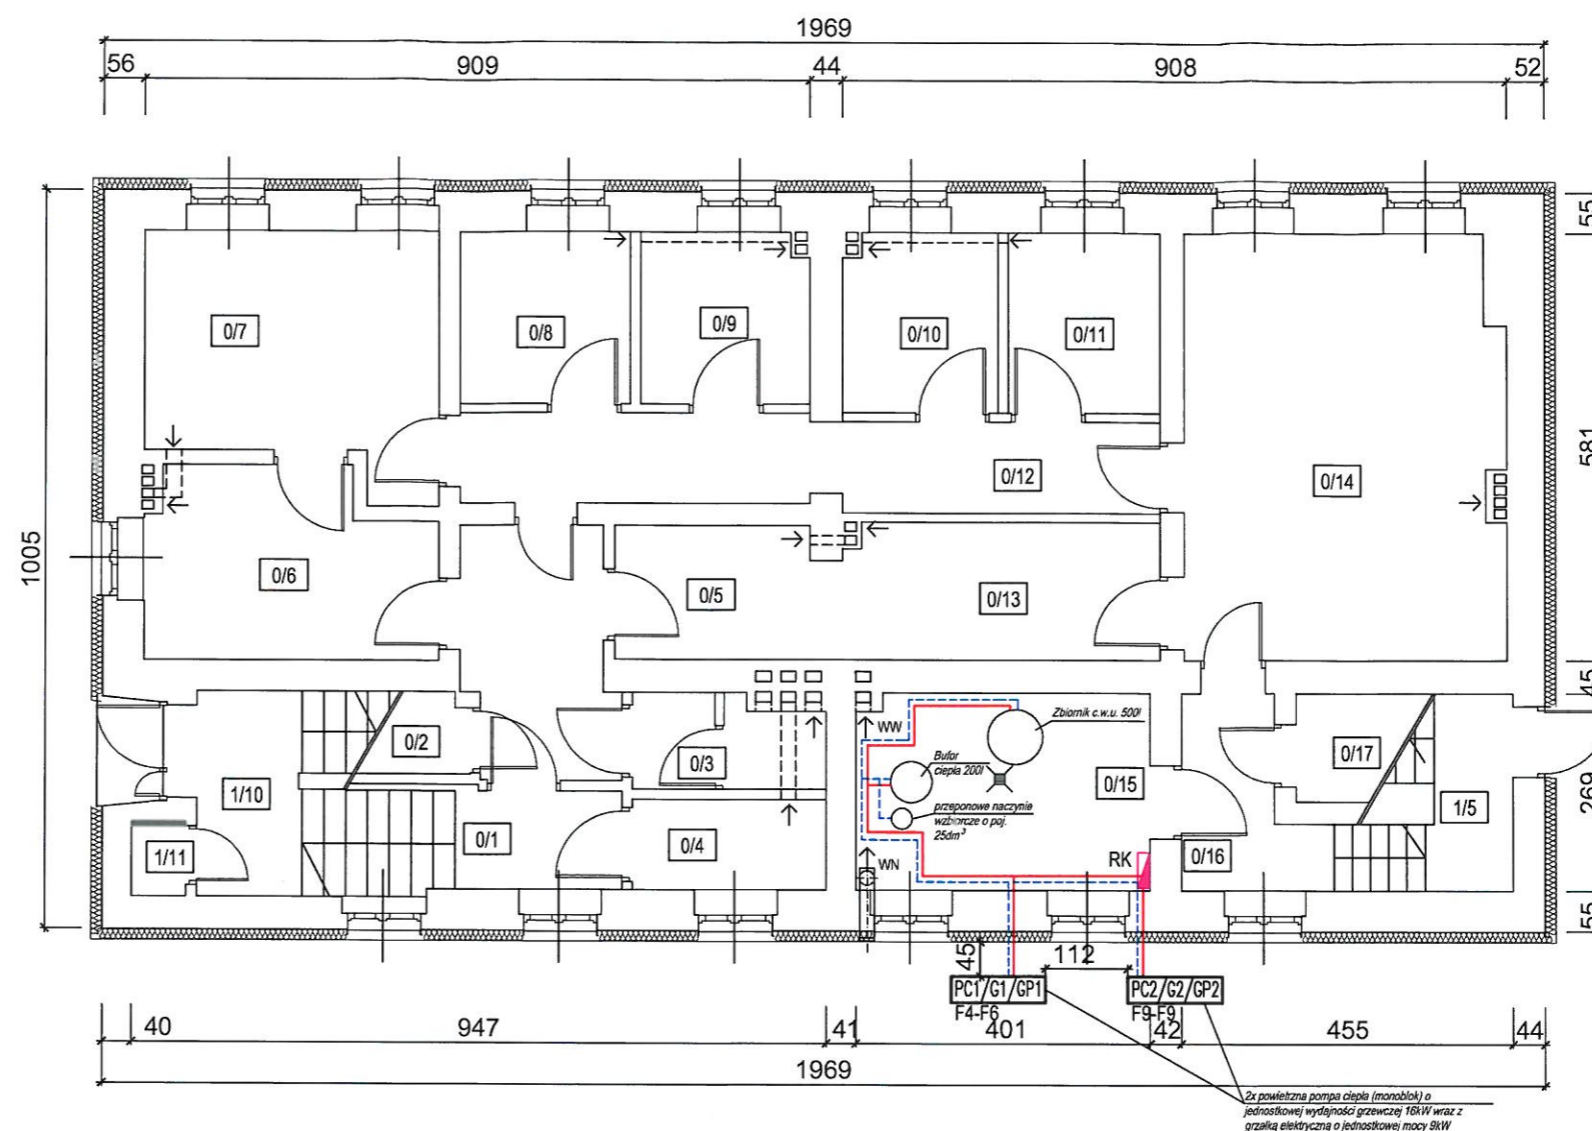 1969
56 909 44 908 52
55
0/7 0/8 0/9 0/10 0/11
581
0/12 0/14
1005
0/6 0/5 0/13
45
WW Zbiornik c.w.u. 500l
0/2 0/3 Bufor
ciepła 200l
0/15 0/17
269
1/10 przeponowe naczynie
wzbiorcze o poj.
25dm³
1/5
0/1 0/4
1/11 WN RK 0/16
55
45 112
PC1/G1/GP1 PC2/G2/GP2
F4-F6 F9-F9
40 947 41 401 42 455 44
1969
2x powietrzna pompa ciepła (monoblok) o
jednostkowej wydajności grzewczej 16kW wraz z
grzałką elektryczną o jednostkowej mocy 9kW